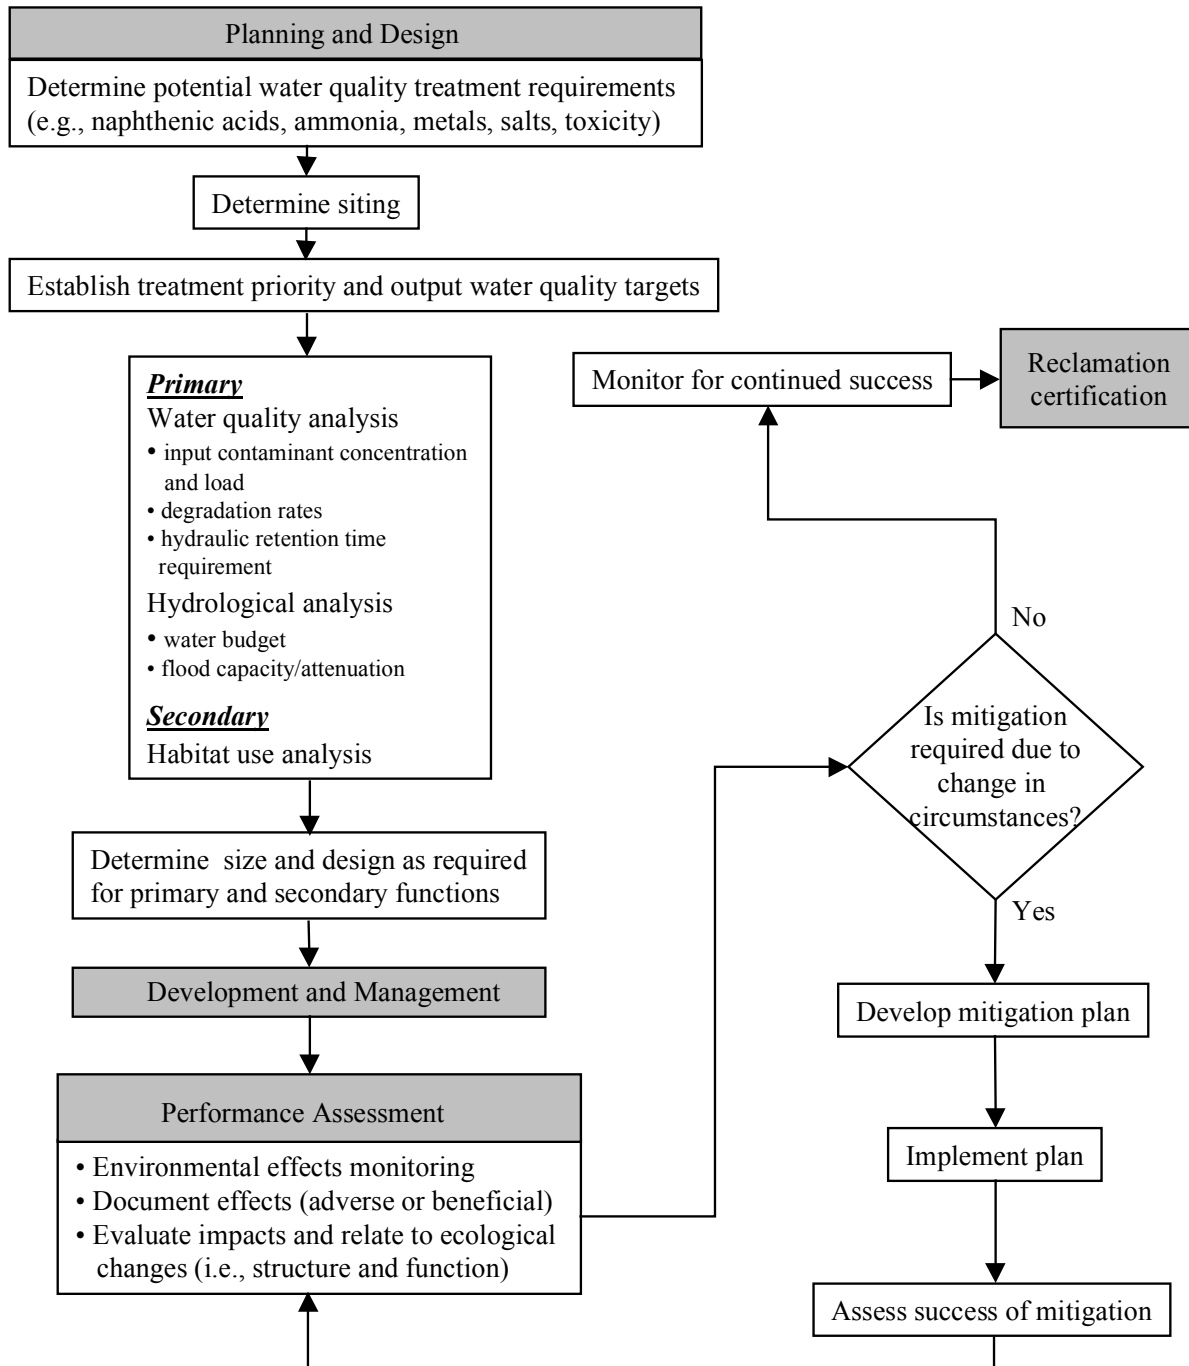 Planning and Design
Determine potential water quality treatment requirements
(e.g., naphthenic acids, ammonia, metals, salts, toxicity)
Determine siting
Establish treatment priority and output water quality targets
Primary
Water quality analysis
• input contaminant concentration
and load
• degradation rates
• hydraulic retention time
requirement
Hydrological analysis
• water budget
• flood capacity/attenuation
Secondary
Habitat use analysis
Determine size and design as required
for primary and secondary functions
Development and Management
Performance Assessment
• Environmental effects monitoring
• Document effects (adverse or beneficial)
• Evaluate impacts and relate to ecological
changes (i.e., structure and function)
Is mitigation
required due to
change in
circumstances?
No
Monitor for continued success
Reclamation
certification
Yes
Develop mitigation plan
Implement plan
Assess success of mitigation